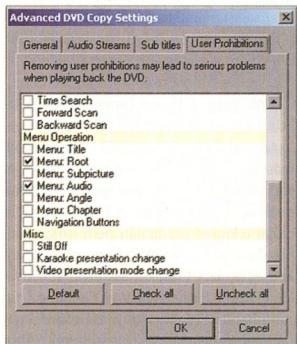 Advanced DVD Copy Settings
General Audio Streams Sub titles User Prohibitions
Removing user prohibitions may lead to serious problems
when playing back the DVD.
Time Search
Forward Scan
Backward Scan
Menu Operation
Menu: Title
Menu: Root
Menu: Subpicture
Menu: Audio
Menu: Angle
Menu: Chapter
Navigation Buttons
Misc
Still Off
Karaoke presentation change
Video presentation mode change
Default Check all Uncheck all
OK Cancel